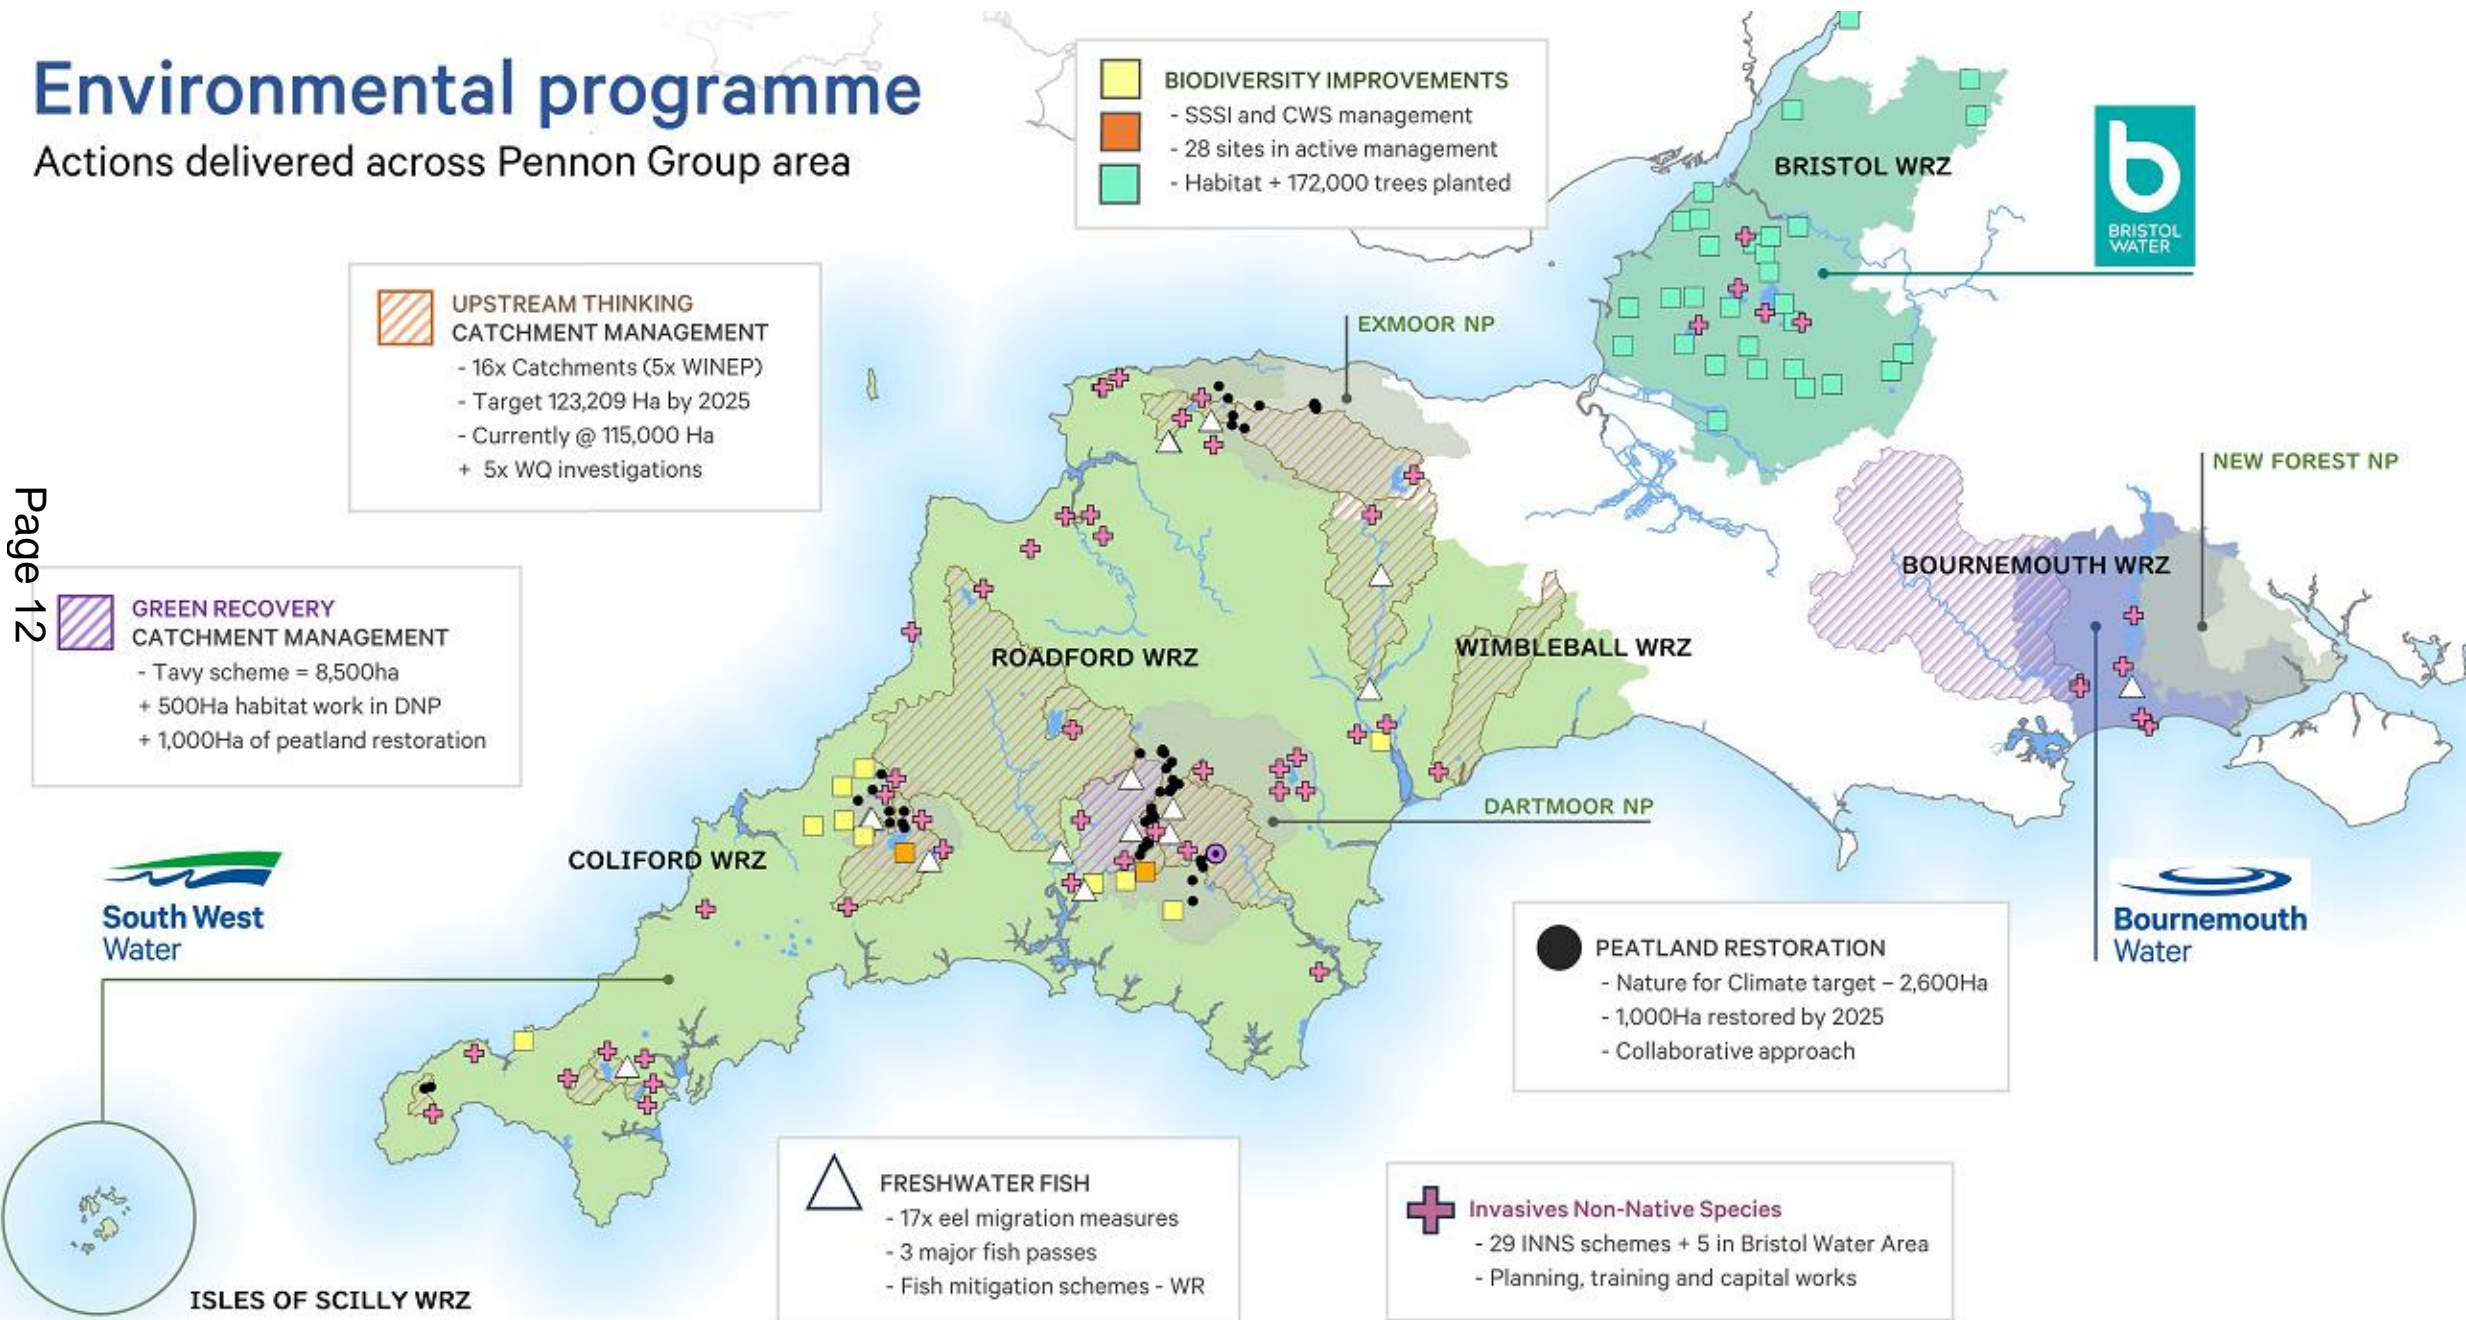 Environmental programme
Actions delivered across Pennon Group area
BIODIVERSITY IMPROVEMENTS
- SSSI and CWS management
- 28 sites in active management
- Habitat + 172,000 trees planted
BRISTOL WRZ
b
BRISTOL
WATER
UPSTREAM THINKING
CATCHMENT MANAGEMENT
- 16x Catchments (5x WINEP)
- Target 123,209 Ha by 2025
- Currently @ 115,000 Ha
+ 5x WQ investigations
EXMOOR NP
NEW FOREST NP
Page 12
GREEN RECOVERY
CATCHMENT MANAGEMENT
- Tavy scheme = 8,500ha
+ 500Ha habitat work in DNP
+ 1,000Ha of peatland restoration
BOURNEMOUTH WRZ
ROADFORD WRZ
WIMBLEBALL WRZ
DARTMOOR NP
COLIFORD WRZ
South West
Water
Bournemouth
Water
PEATLAND RESTORATION
- Nature for Climate target – 2,600Ha
- 1,000Ha restored by 2025
- Collaborative approach
FRESHWATER FISH
- 17x eel migration measures
- 3 major fish passes
- Fish mitigation schemes - WR
Invasives Non-Native Species
- 29 INNS schemes + 5 in Bristol Water Area
- Planning, training and capital works
ISLES OF SCILLY WRZ